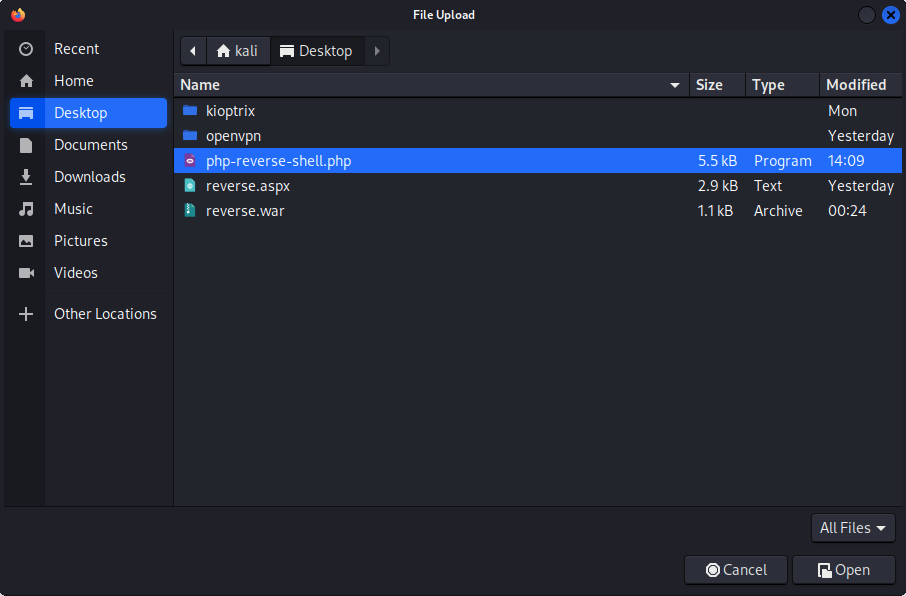 File Upload
Recent
Home
Desktop
Documents
Downloads
Music
Pictures
Videos
Other Locations
kali Desktop
Name Size Type Modified
kioptrix Mon
openvpn Yesterday
php-reverse-shell.php 5.5 kB Program 14:09
reverse.aspx 2.9 kB Text Yesterday
reverse.war 1.1 kB Archive 00:24
All Files
Cancel Open